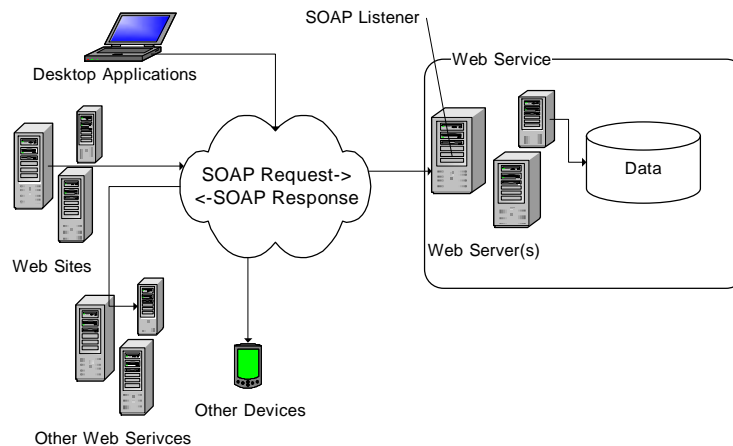 SOAP Listener
Desktop Applications
Web Service
SOAP Request->
<-SOAP Response
Data
Web Sites
Web Server(s)
Other Devices
Other Web Serivces